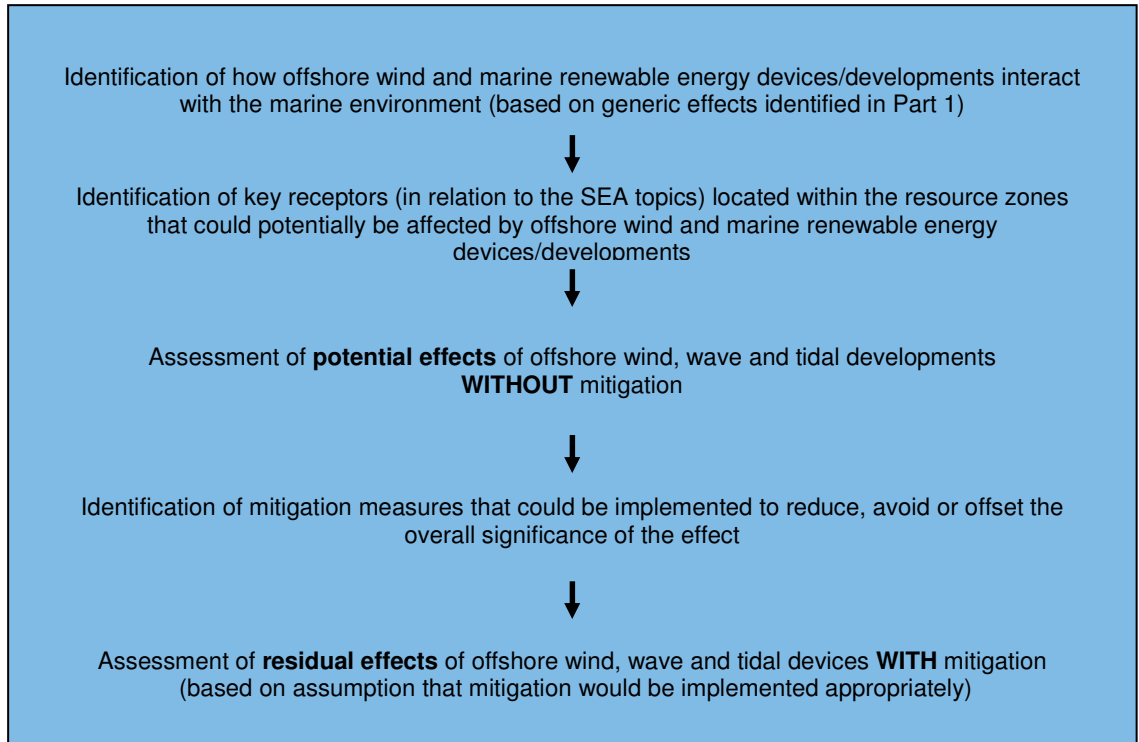 Identification of how offshore wind and marine renewable energy devices/developments interact
with the marine environment (based on generic effects identified in Part 1)
Identification of key receptors (in relation to the SEA topics) located within the resource zones
that could potentially be affected by offshore wind and marine renewable energy
devices/developments
Assessment of potential effects of offshore wind, wave and tidal developments
WITHOUT mitigation
Identification of mitigation measures that could be implemented to reduce, avoid or offset the
overall significance of the effect
Assessment of residual effects of offshore wind, wave and tidal devices WITH mitigation
(based on assumption that mitigation would be implemented appropriately)